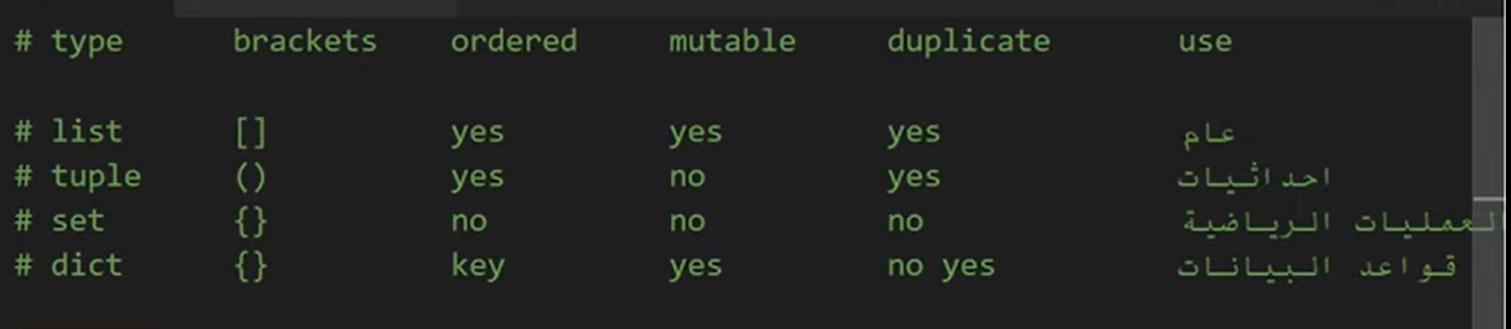 # type brackets ordered mutable duplicate use
# list [] yes yes yes عام
# tuple () yes no yes احداثيات
# set {} no no no العمليات الرياضية
# dict {} key yes no yes قواعد البيانات